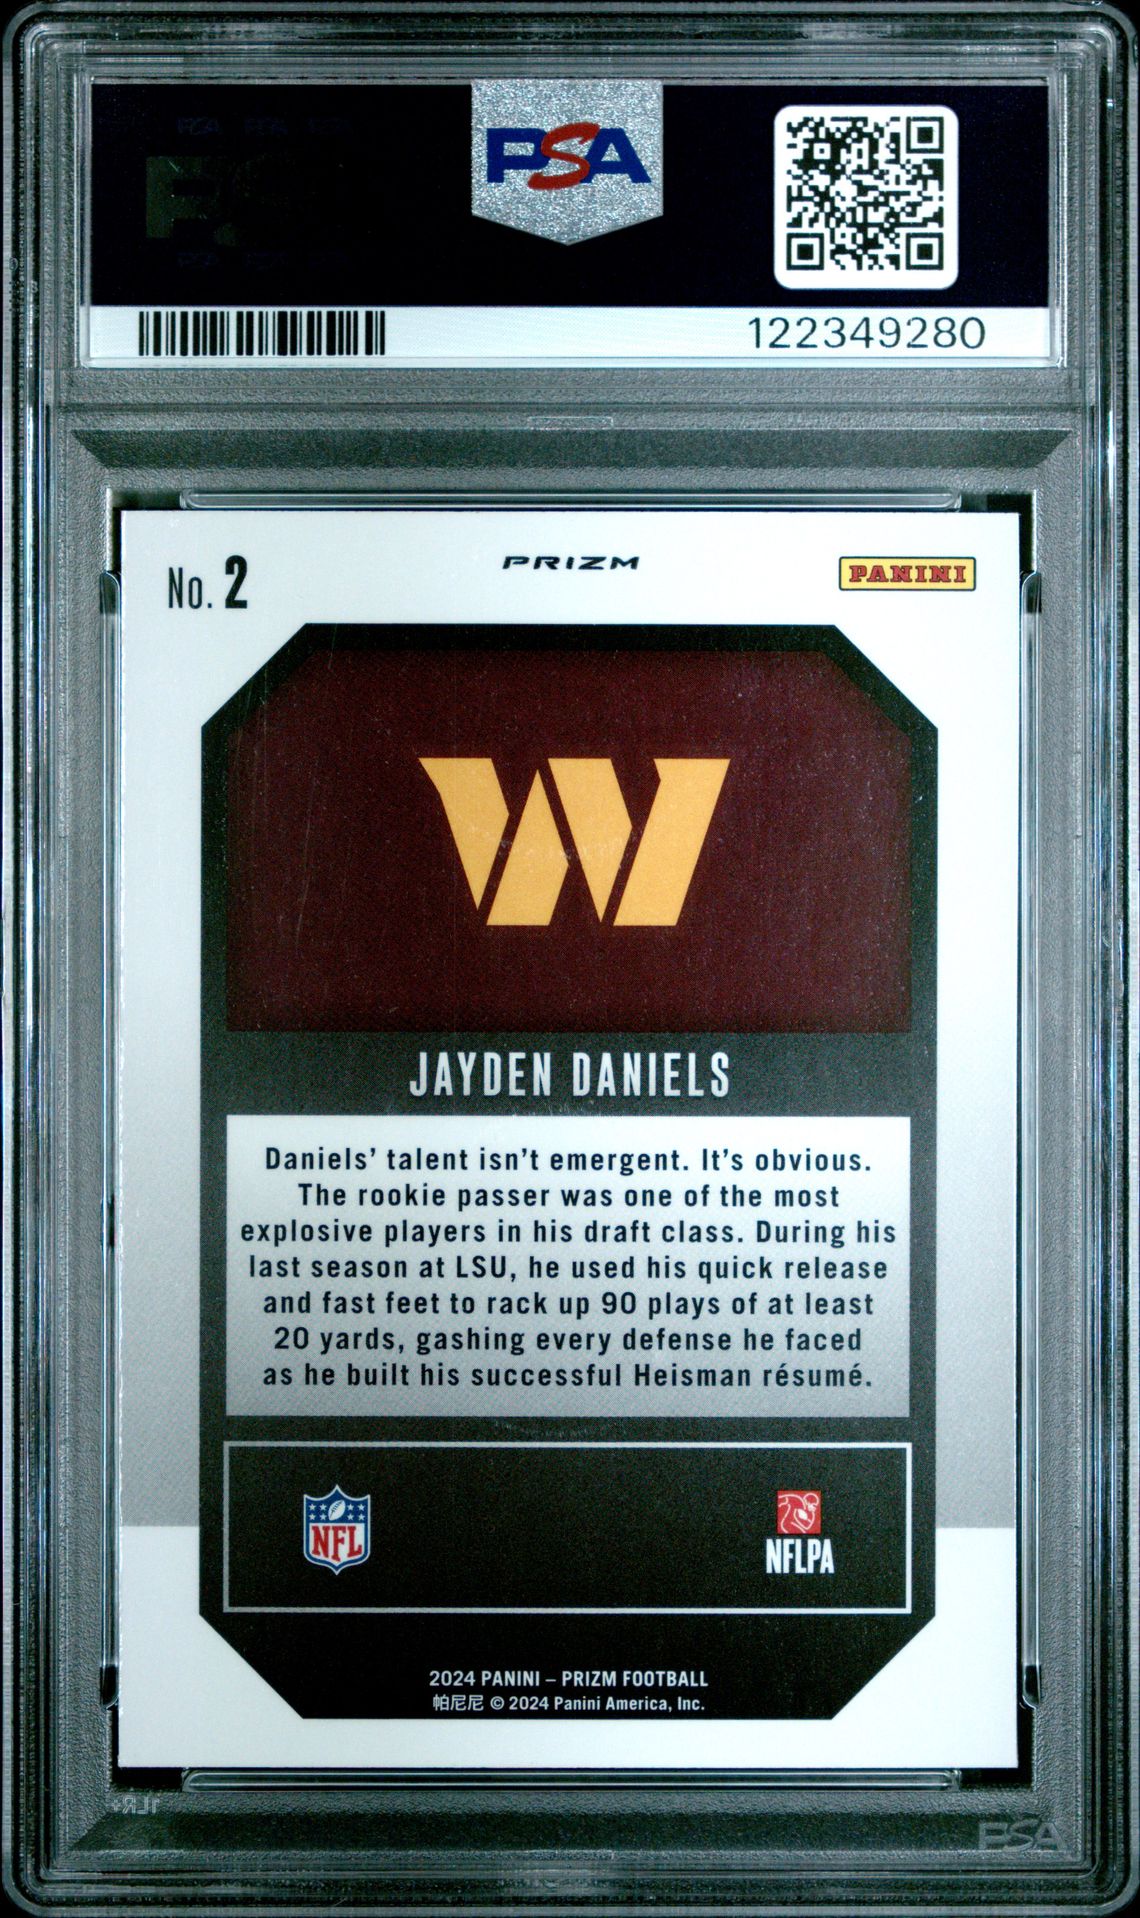 PSA
122349280
No. 2
PRIZM
PANINI
W
JAYDEN DANIELS
Daniels' talent isn't emergent. It's obvious.
The rookie passer was one of the most
explosive players in his draft class. During his
last season at LSU, he used his quick release
and fast feet to rack up 90 plays of at least
20 yards, gashing every defense he faced
as he built his successful Heisman résumé.
NFL
NFLPA
2024 PANINI – PRIZM FOOTBALL
帕尼尼 © 2024 Panini America, Inc.
PSA